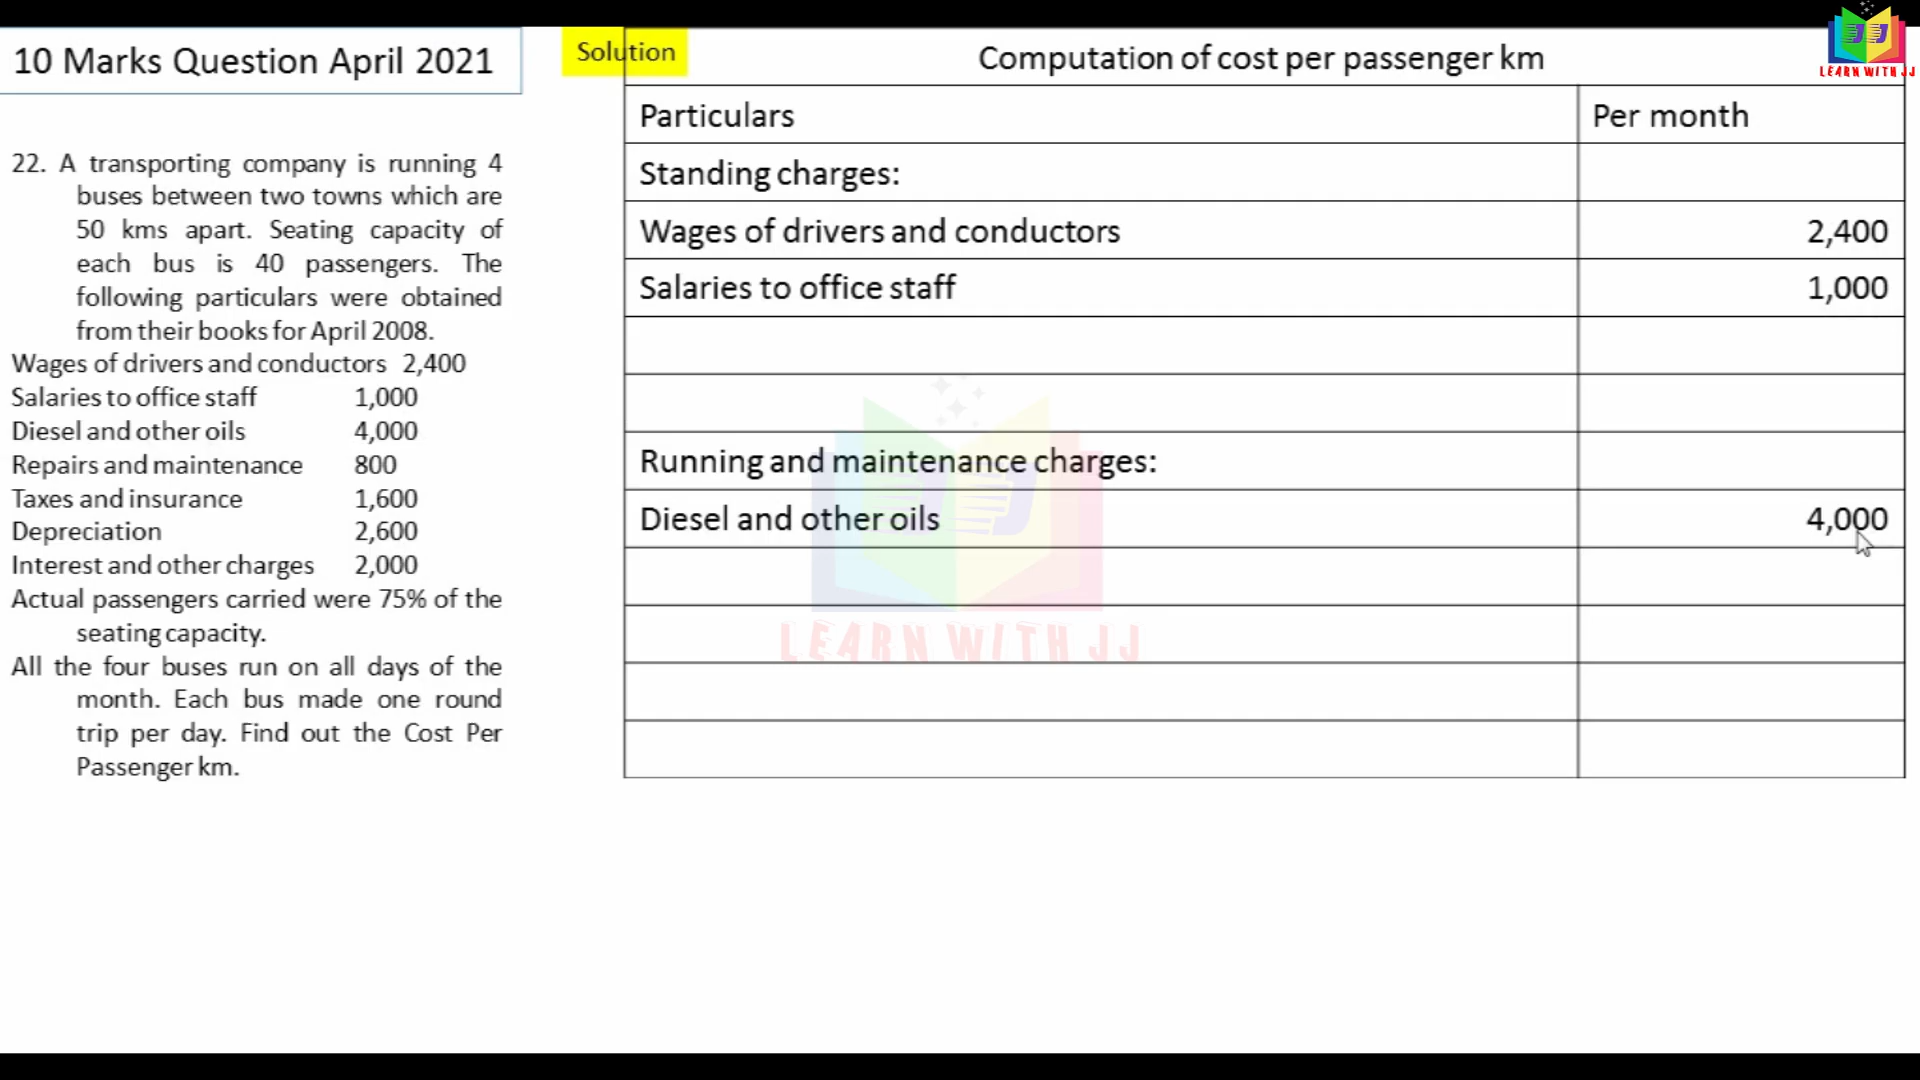 10 Marks Question April 2021
22. A transporting company is running 4
buses between two towns which are
50 kms apart. Seating capacity of
each bus is 40 passengers. The
following particulars were obtained
from their books for April 2008.
Wages of drivers and conductors 2,400
Salaries to office staff 1,000
Diesel and other oils 4,000
Repairs and maintenance 800
Taxes and insurance 1,600
Depreciation 2,600
Interest and other charges 2,000
Actual passengers carried were 75% of the
seating capacity.
All the four buses run on all days of the
month. Each bus made one round
trip per day. Find out the Cost Per
Passenger km.
Solution
Computation of cost per passenger km
Particulars Per month
Standing charges:
Wages of drivers and conductors 2,400
Salaries to office staff 1,000
Running and maintenance charges:
Diesel and other oils 4,000
JJ
LEARN WITH JJ
JJ
LEARN WITH JJ